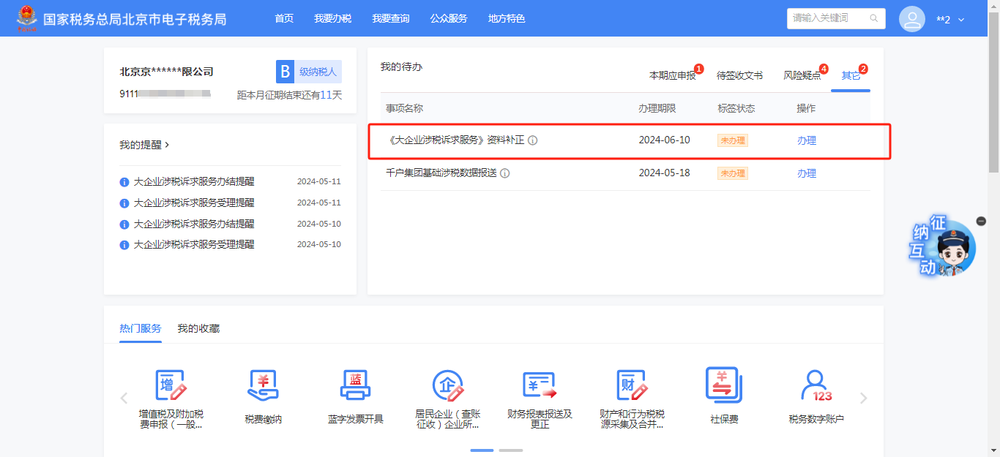 国家税务总局北京市电子税务局
首页 我要办税 我要查询 公众服务 地方特色
请输入关键词
**2
北京京******限公司
B 级纳税人
9111
距本月征期结束还有11天
我的提醒
大企业涉税诉求服务办结提醒 2024-05-11
大企业涉税诉求服务受理提醒 2024-05-11
大企业涉税诉求服务办结提醒 2024-05-10
大企业涉税诉求服务受理提醒 2024-05-10
我的待办
本期应申报 1 待签收文书 风险疑点 4 其它 2
事项名称 办理期限 标签状态 操作
《大企业涉税诉求服务》资料补正 2024-06-10 未办理 办理
千户集团基础涉税数据报送 2024-05-18 未办理 办理
征纳互动
热门服务 我的收藏
增
增值税及附加税
费申报（一般...
税费缴纳
蓝
蓝字发票开具
企
居民企业（查账
征收）企业所...
财务报表报送及
更正
财
财产和行为税税
源采集及合并...
社保费
123
税务数字账户